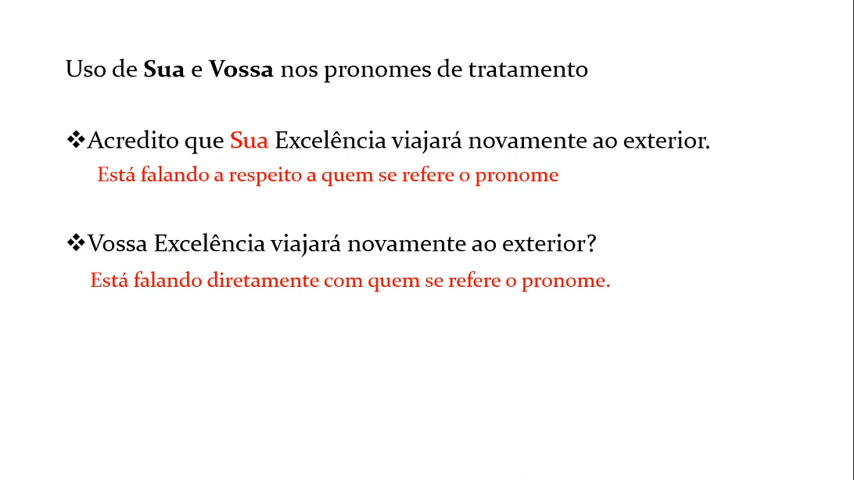 Uso de Sua e Vossa nos pronomes de tratamento
❖Acredito que Sua Excelência viajará novamente ao exterior.
Está falando a respeito a quem se refere o pronome
❖Vossa Excelência viajará novamente ao exterior?
Está falando diretamente com quem se refere o pronome.